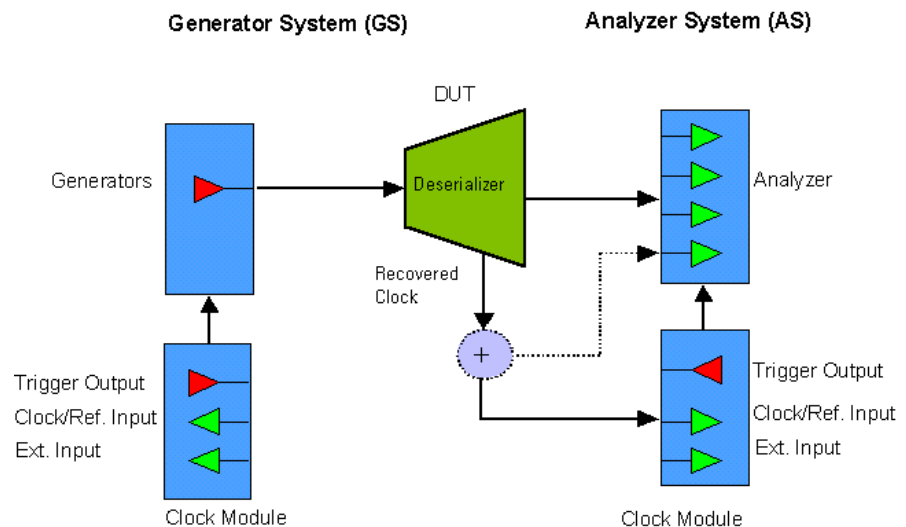 Generator System (GS)
Analyzer System (AS)
DUT
Generators
Deserializer
Analyzer
Recovered
Clock
+
Trigger Output
Clock/Ref. Input
Ext. Input
Clock Module
Trigger Output
Clock/Ref. Input
Ext. Input
Clock Module